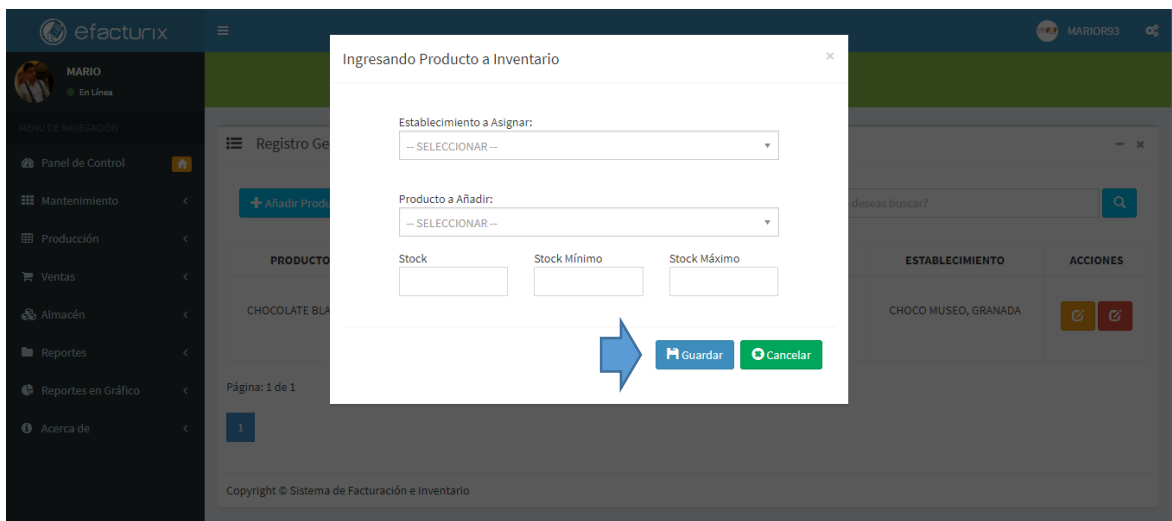 efacturix
MARIOR93
MARIO
En Línea
MENÚ DE NAVEGACIÓN
Panel de Control
Mantenimiento
Producción
Ventas
Almacén
Reportes
Reportes en Gráfico
Acerca de
Ingresando Producto a Inventario
×
Establecimiento a Asignar:
-- SELECCIONAR --
Producto a Añadir:
-- SELECCIONAR --
Stock Stock Mínimo Stock Máximo
Guardar Cancelar
Registro Ge
Añadir Produ
deseas buscar?
PRODUCTO ESTABLECIMIENTO ACCIONES
CHOCOLATE BLA CHOCO MUSEO, GRANADA
Página: 1 de 1
1
Copyright © Sistema de Facturación e Inventario